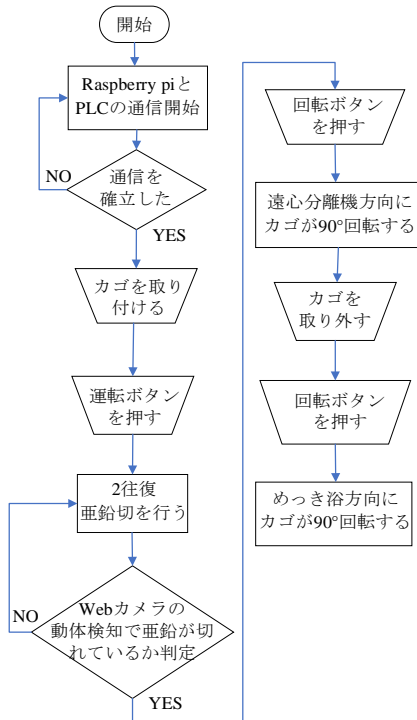 開始
Raspberry piと
PLCの通信開始
通信を
確立した
NO
YES
カゴを取り
付ける
運転ボタン
を押す
2往復
亜鉛切を行う
Webカメラの
動体検知で亜鉛が切
れているか判定
NO
YES
回転ボタン
を押す
遠心分離機方向に
カゴが90°回転する
カゴを
取り外す
回転ボタン
を押す
めっき浴方向に
カゴが90°回転する